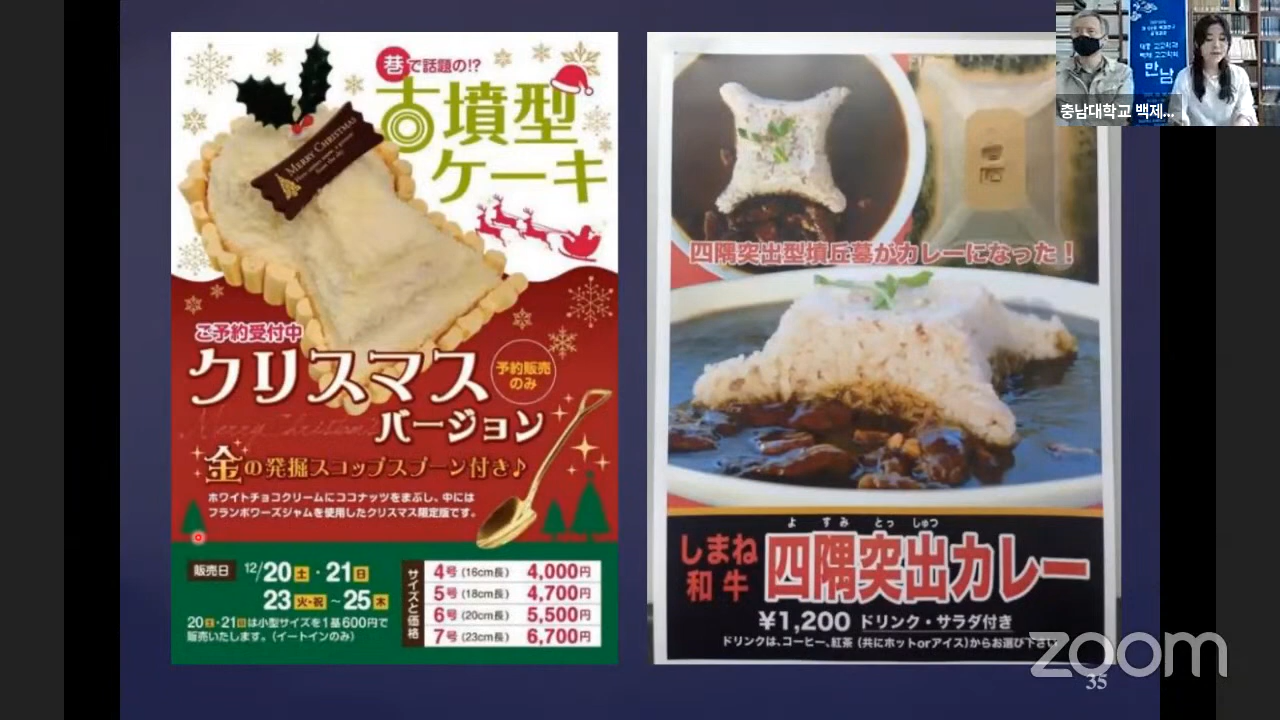 巷で話題の!?
古墳型
ケーキ
MERRY CHRISTMAS
ご予約受付中
クリスマス
バージョン
予約販売
のみ
Merry Christmas
金の発掘スコップスプーン付き♪
ホワイトチョコクリームにココナッツをまぶし、中には
フランボワーズジャムを使用したクリスマス限定版です。
販売日
12/20土・21日
23火・祝～25木
20土・21日は小型サイズを1基600円で
販売いたします。(イートインのみ)
サイズと価格
4号(16cm長) 4,000円
5号(18cm長) 4,700円
6号(20cm長) 5,500円
7号(23cm長) 6,700円
四隅突出型墳丘墓がカレーになった！
しまね
和牛
よすみとっしゅつ
四隅突出カレー
¥1,200 ドリンク・サラダ付き
ドリンクは、コーヒー、紅茶（共にホットorアイス）からお選び下さい
만남
충남대학교 백제...
zoom
35